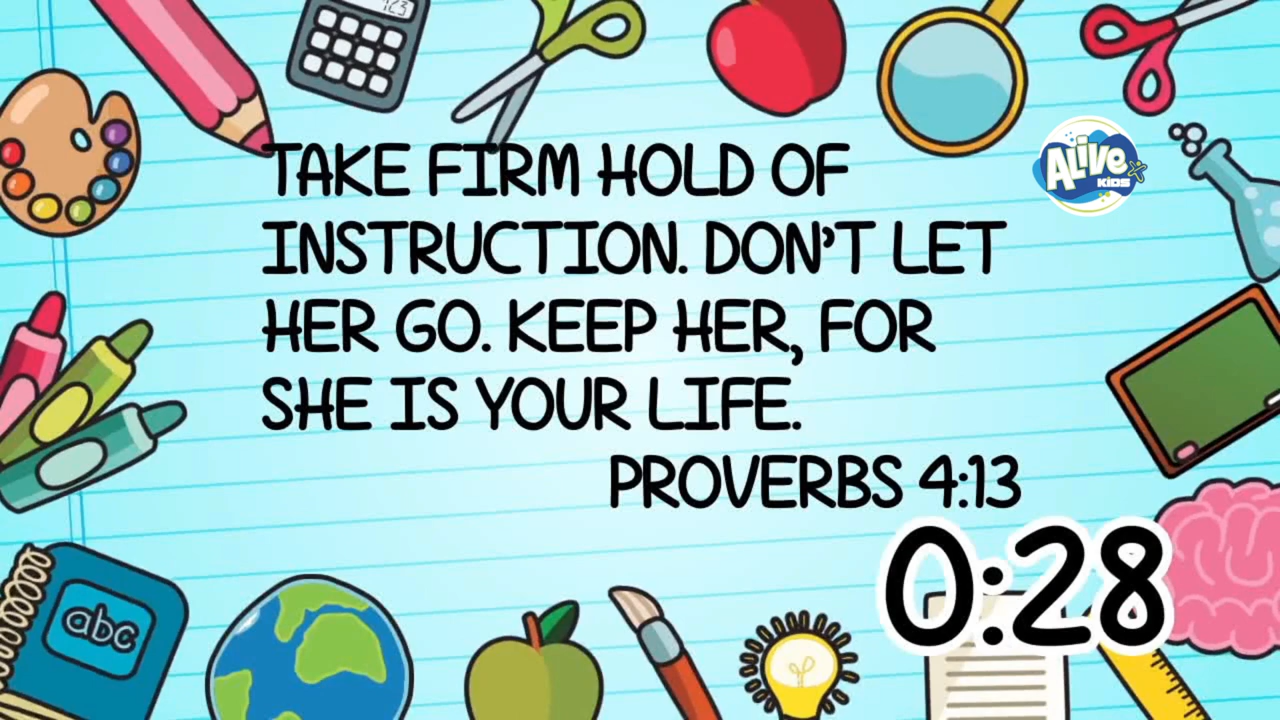 123
TAKE FIRM HOLD OF
ALIVE
KIDS
INSTRUCTION. DON'T LET
HER GO. KEEP HER, FOR
SHE IS YOUR LIFE.
PROVERBS 4:13
0:28
abc